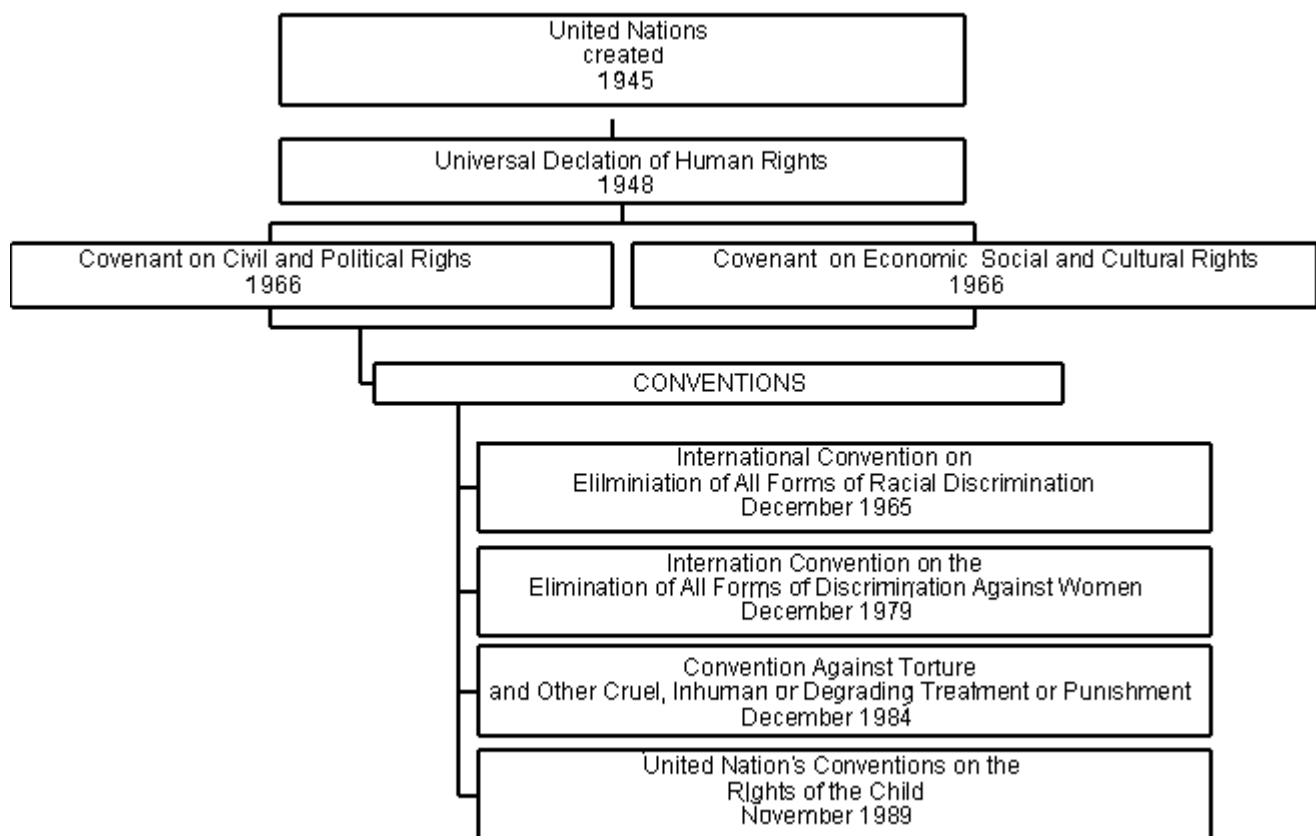 United Nations
created
1945
Universal Declation of Human Rights
1948
Covenant on Civil and Political Righs
1966
Covenant on Economic Social and Cultural Rights
1966
CONVENTIONS
International Convention on
Elilminiation of All Forms of Racial Discrimination
December 1965
Internation Convention on the
Elimination of All Forms of Discrimination Against Women
December 1979
Convention Against Torture
and Other Cruel, Inhuman or Degrading Treatment or Punishment
December 1984
United Nation's Conventions on the
Rights of the Child
November 1989